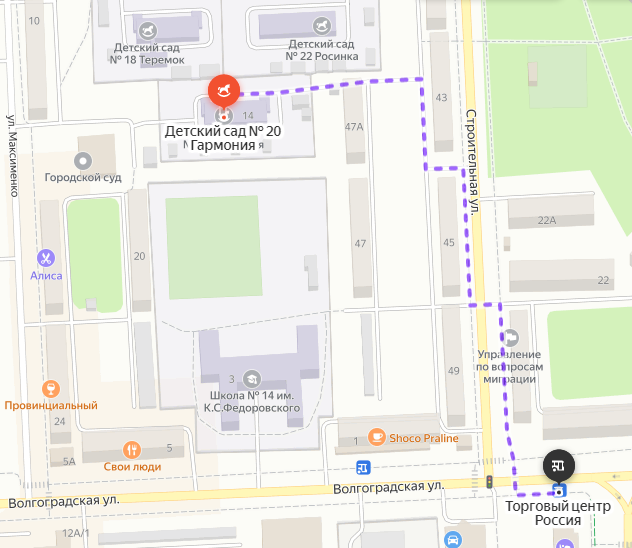 10
Детский сад
№ 18 Теремок
Детский сад
№ 22 Росинка
ул. Максименко
14
Детский сад № 20
Гармония
47А
43
Строительная ул.
Городской суд
Алиса
20
47
45
22А
22
Управление
по вопросам
миграции
3
Школа № 14 им.
К.С.Федоровского
49
Провинциальный
24
5А
5
Свои люди
1
Shoco Praline
Волгоградская ул.
Волгоградская ул.
Торговый центр
Россия
12А/1